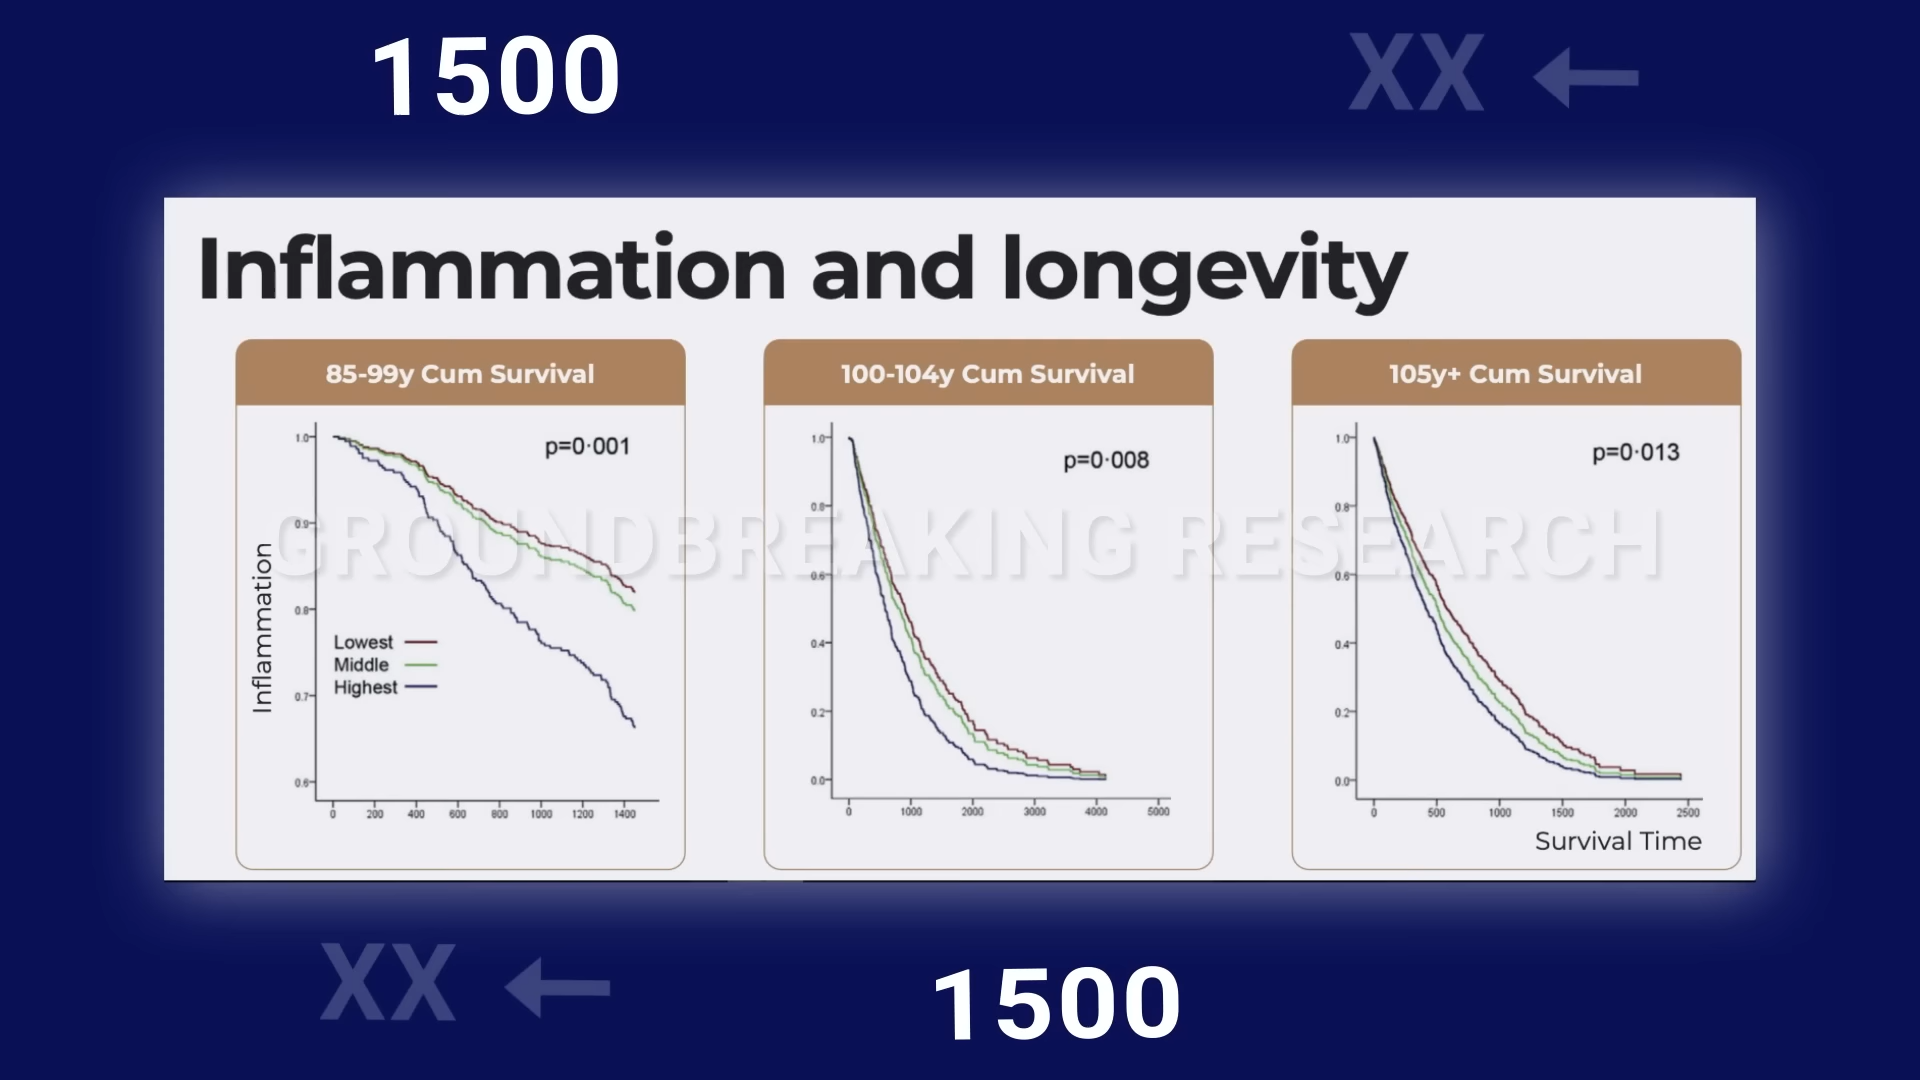 1500
XX ←
Inflammation and longevity
85-99y Cum Survival
100-104y Cum Survival
105y+ Cum Survival
p=0·001
p=0·008
p=0·013
GROUNDBREAKING RESEARCH
Inflammation
1.0
0.9
0.8
0.7
0.6
Lowest
Middle
Highest
0
200
400
600
800
1000
1200
1400
1.0
0.8
0.6
0.4
0.2
0.0
0
1000
2000
3000
4000
5000
1.0
0.8
0.6
0.4
0.2
0.0
0
500
1000
1500
2000
2500
Survival Time
XX ←
1500